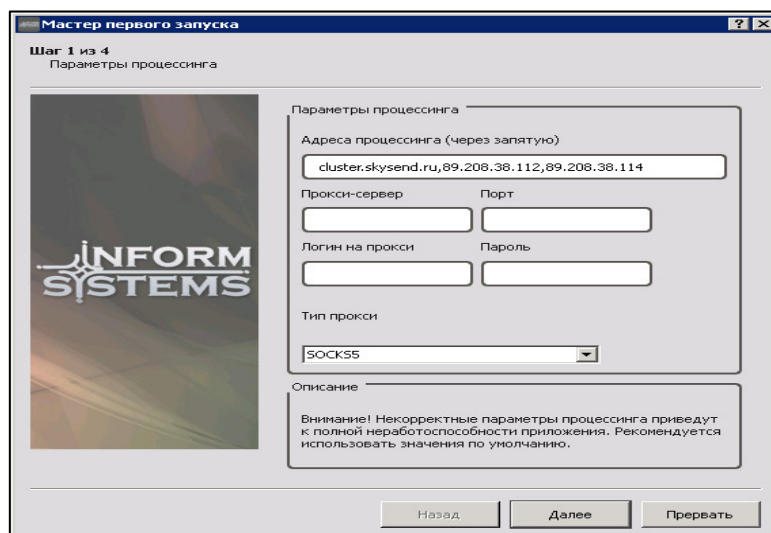 Мастер первого запуска
Шаг 1 из 4
Параметры процессинга
INFORM
SYSTEMS
Параметры процессинга
Адреса процессинга (через запятую)
cluster.skysend.ru,89.208.38.112,89.208.38.114
Прокси-сервер Порт
Логин на прокси Пароль
Тип прокси
SOCKS5
Описание
Внимание! Некорректные параметры процессинга приведут
к полной неработоспособности приложения. Рекомендуется
использовать значения по умолчанию.
Назад Далее Прервать